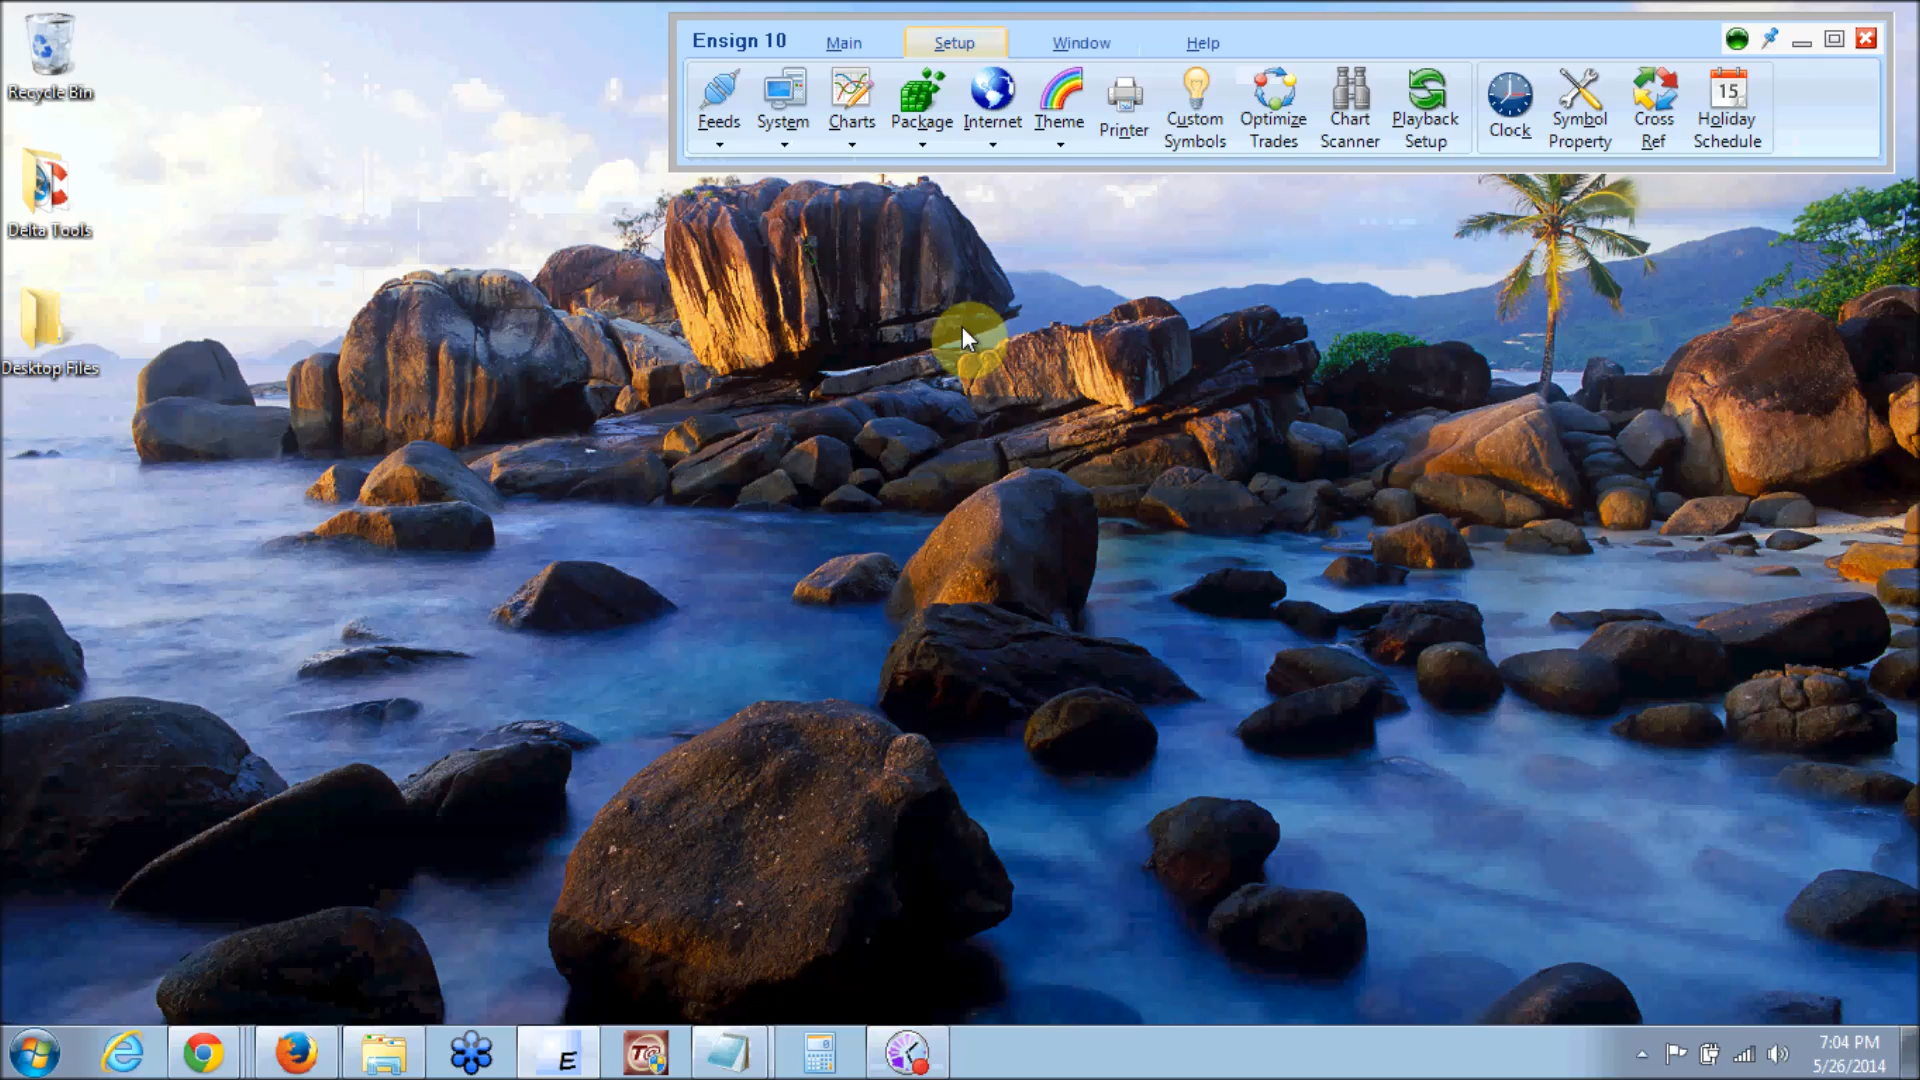 Recycle Bin
Delta Tools
Desktop Files
Ensign 10
Main
Setup
Window
Help
Feeds
System
Charts
Package
Internet
Theme
Printer
Custom
Symbols
Optimize
Trades
Chart
Scanner
Playback
Setup
Clock
Symbol
Property
Cross
Ref
15
Holiday
Schedule
E
T@
7:04 PM
5/26/2014